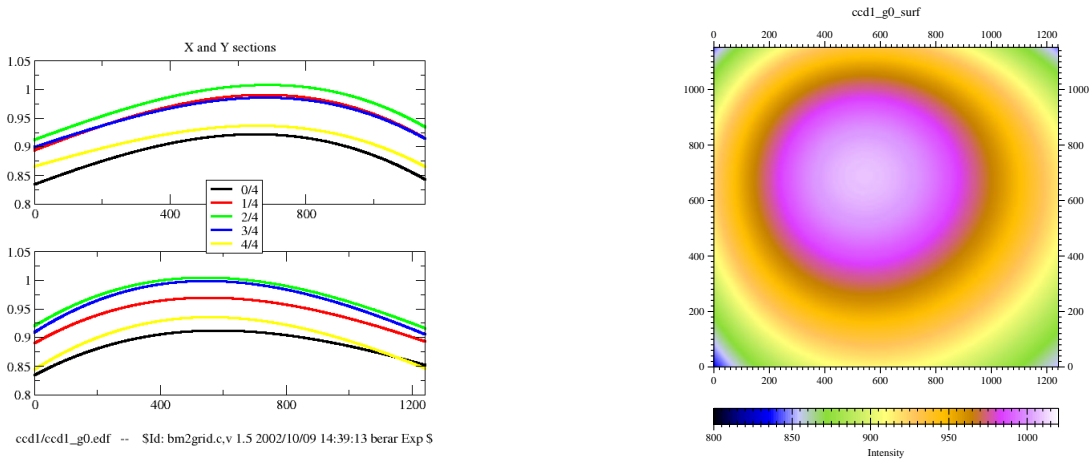 X and Y sections
1.05
1
0.95
0.9
0.85
0.8
0 400 800
0/4
1/4
2/4
3/4
4/4
1.05
1
0.95
0.9
0.85
0.8
0 400 800 1200
ccd1/ccd1_g0.edf -- $Id: bm2grid.c,v 1.5 2002/10/09 14:39:13 berar Exp $
ccd1_g0_surf
0 200 400 600 800 1000 1200
1000 1000
800 800
600 600
400 400
200 200
0 0
0 200 400 600 800 1000 1200
800 850 900 950 1000
Intensity